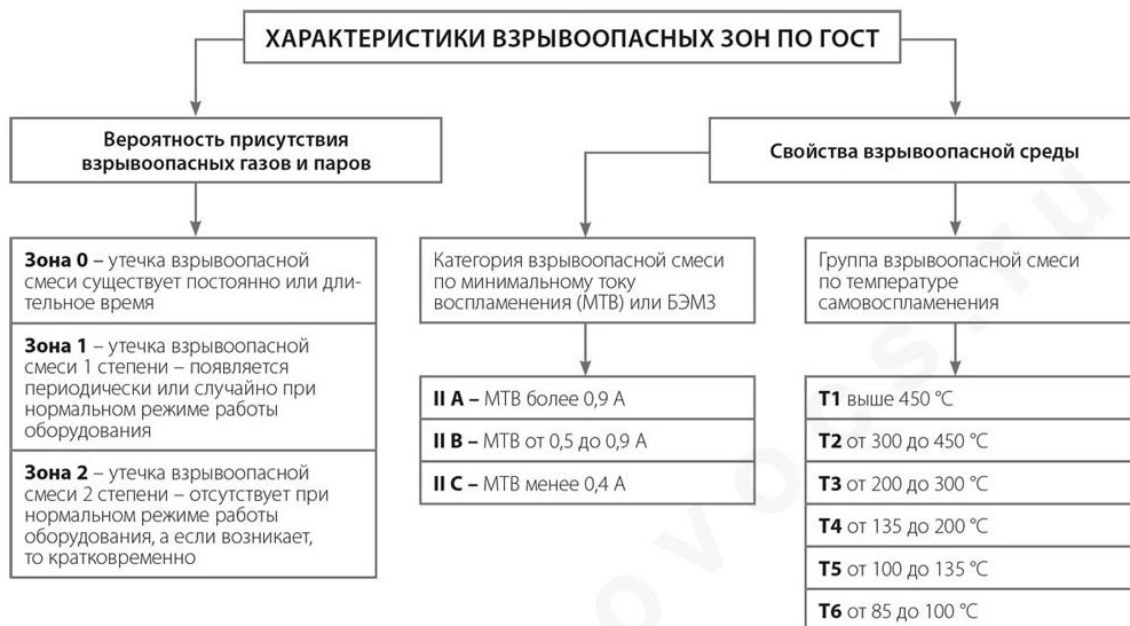 ХАРАКТЕРИСТИКИ ВЗРЫВООПАСНЫХ ЗОН ПО ГОСТ
Вероятность присутствия
взрывоопасных газов и паров
Зона 0 – утечка взрывоопасной
смеси существует постоянно или дли-
тельное время
Зона 1 – утечка взрывоопасной
смеси 1 степени – появляется
периодически или случайно при
нормальном режиме работы
оборудования
Зона 2 – утечка взрывоопасной
смеси 2 степени – отсутствует при
нормальном режиме работы
оборудования, а если возникает,
то кратковременно
Свойства взрывоопасной среды
Категория взрывоопасной смеси
по минимальному току
воспламенения (МТВ) или БЭМЗ
II A – МТВ более 0,9 А
II B – МТВ от 0,5 до 0,9 А
II C – МТВ менее 0,4 А
Группа взрывоопасной смеси
по температуре
самовоспламенения
T1 выше 450 °C
T2 от 300 до 450 °C
T3 от 200 до 300 °C
T4 от 135 до 200 °C
T5 от 100 до 135 °C
T6 от 85 до 100 °C